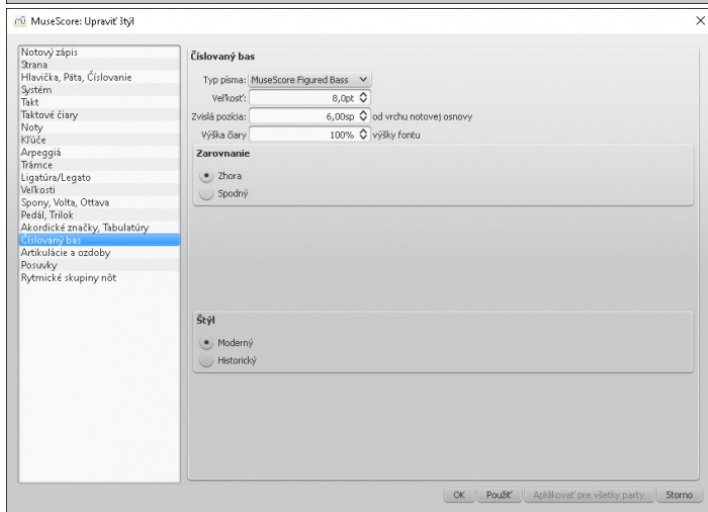 MuseScore: Upraviť štýl
Notový zápis
Strana
Hlavička, Päta, Číslovanie
Systém
Takt
Taktové čiary
Noty
Kľúče
Arpeggiá
Trámce
Ligatúra/Legato
Veľkosti
Spony, Volta, Ottava
Pedál, Trilok
Akordické značky, Tabulatúry
Číslovaný bas
Artikulácie a ozdoby
Posuvky
Rytmické skupiny nôt
Číslovaný bas
Typ písma: MuseScore Figured Bass
Veľkosť: 8,0pt
Zvislá pozícia: 6,00sp od vrchu notovej osnovy
Výška čiary 100% výšky fontu
Zarovnanie
Zhora
Spodný
Štýl
Moderný
Historický
OK Použiť Aplikovať pre všetky party Storno